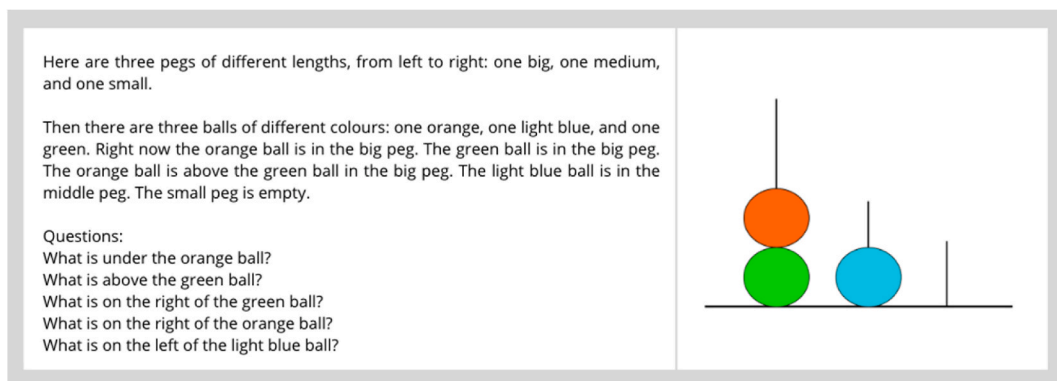 Here are three pegs of different lengths, from left to right: one big, one medium,
and one small.
Then there are three balls of different colours: one orange, one light blue, and one
green. Right now the orange ball is in the big peg. The green ball is in the big peg.
The orange ball is above the green ball in the big peg. The light blue ball is in the
middle peg. The small peg is empty.
Questions:
What is under the orange ball?
What is above the green ball?
What is on the right of the green ball?
What is on the right of the orange ball?
What is on the left of the light blue ball?